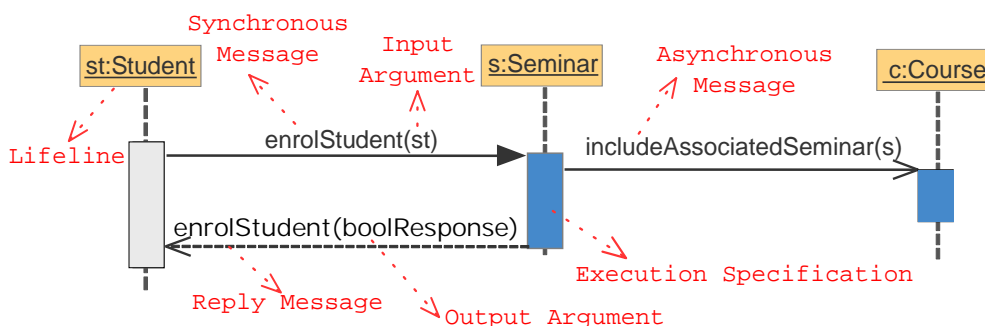 Synchronous
Message
Input
Argument
Asynchronous
Message
st:Student
s:Seminar
c:Course
Lifeline
enrolStudent(st)
includeAssociatedSeminar(s)
enrolStudent(boolResponse)
Execution Specification
Reply Message
Output Argument